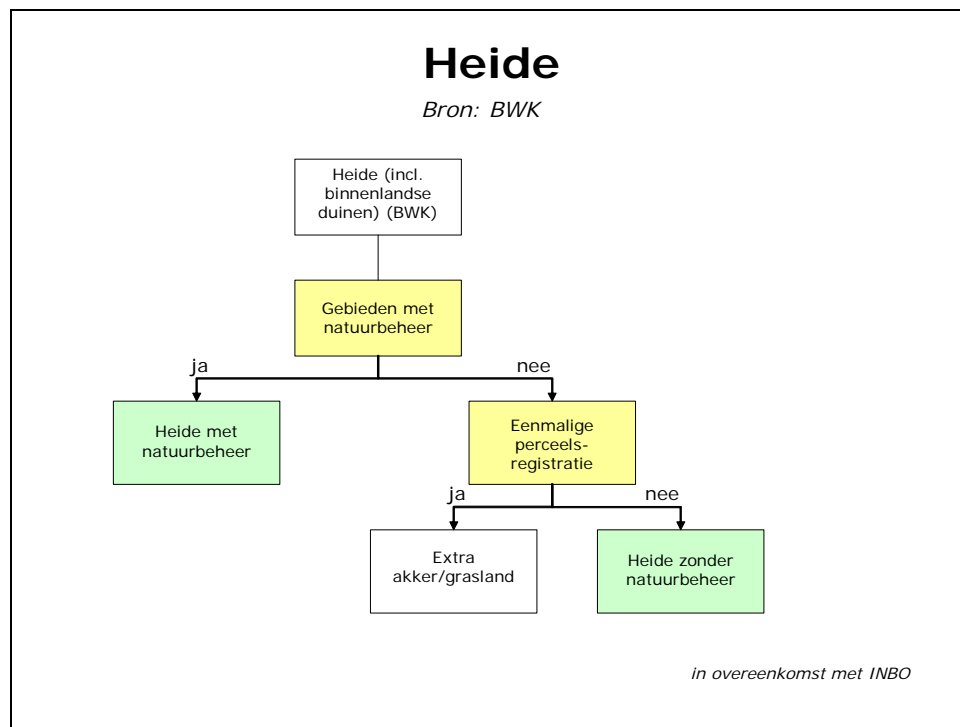 Heide
Bron: BWK
Heide (incl.
binnenlandse
duinen) (BWK)
Gebieden met
natuurbeheer
ja
nee
Heide met
natuurbeheer
Eenmalige
perceels-
registratie
ja
nee
Extra
akker/grasland
Heide zonder
natuurbeheer
in overeenkomst met INBO